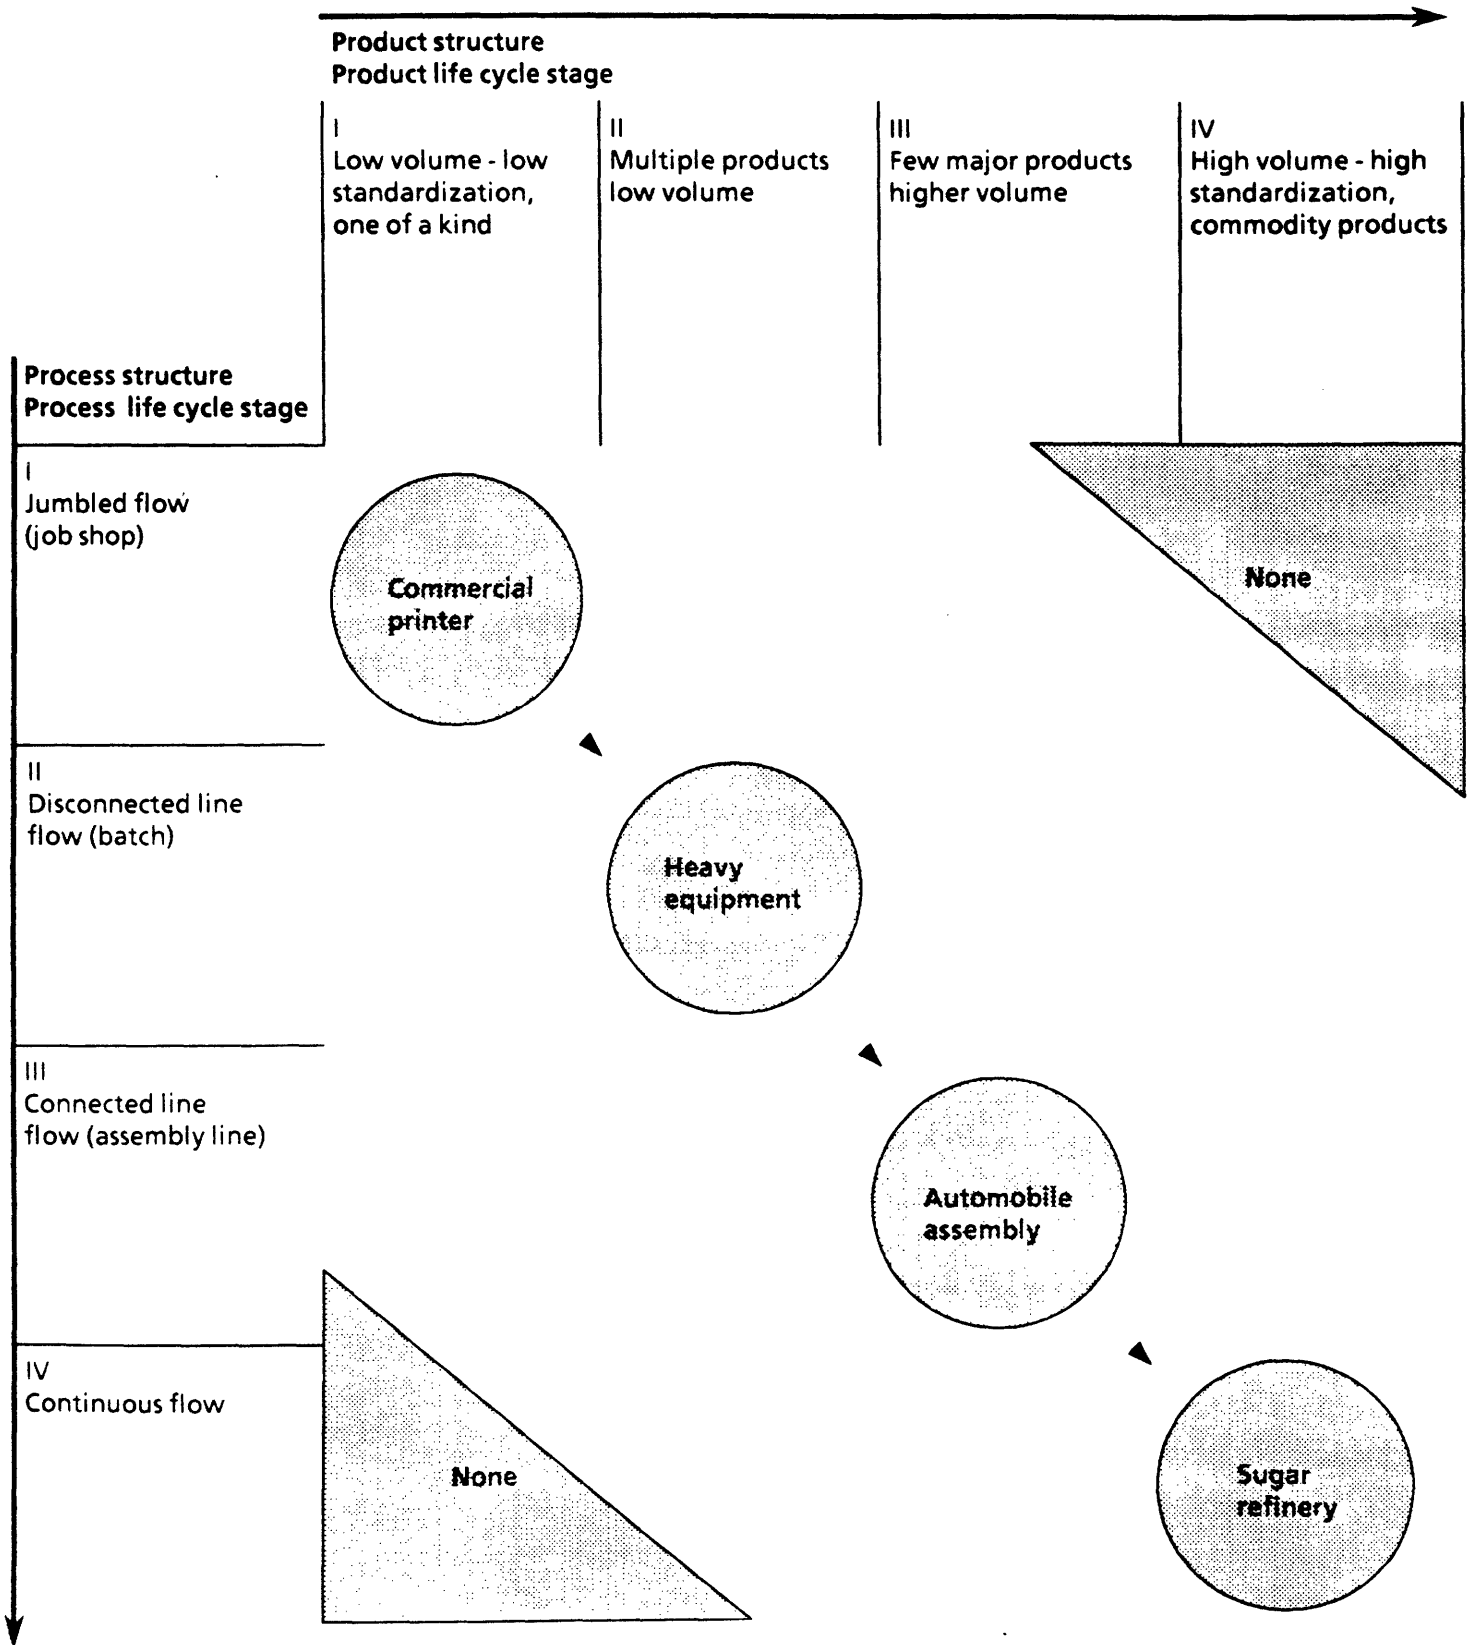 Product structure
Product life cycle stage
I
Low volume - low
standardization,
one of a kind
II
Multiple products
low volume
III
Few major products
higher volume
IV
High volume - high
standardization,
commodity products
Process structure
Process life cycle stage
I
Jumbled flow
(job shop)
Commercial
printer
None
II
Disconnected line
flow (batch)
Heavy
equipment
III
Connected line
flow (assembly line)
Automobile
assembly
IV
Continuous flow
None
Sugar
refinery